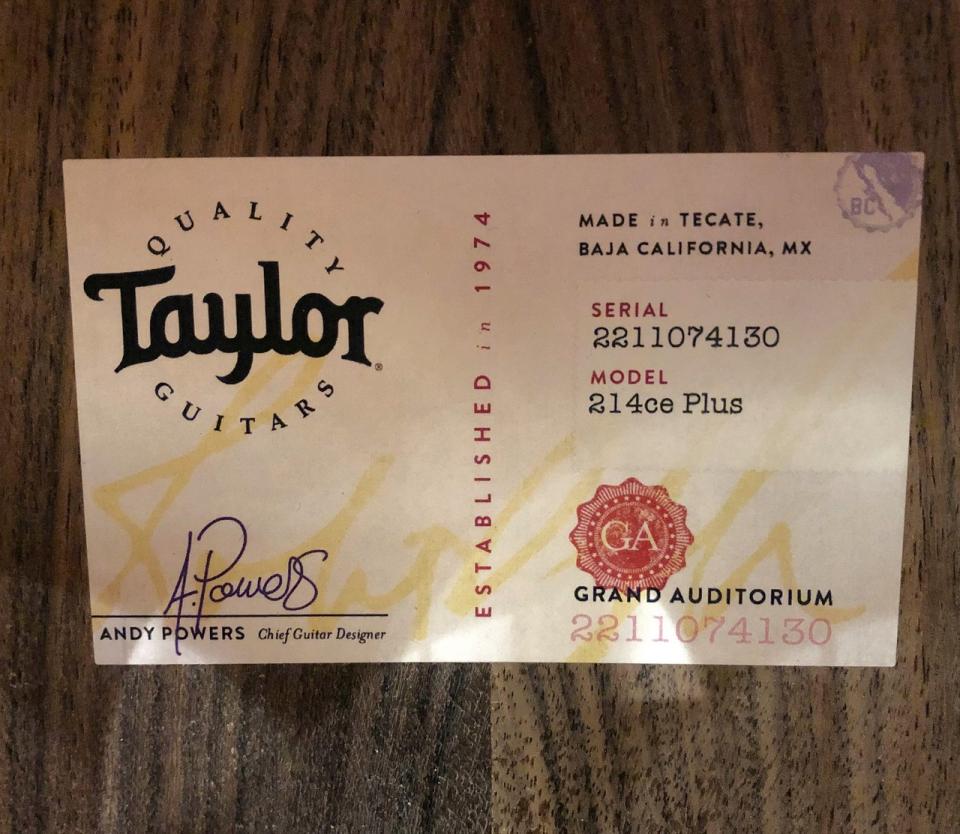 QUALITY
Taylor®
GUITARS
A. Powers
ANDY POWERS Chief Guitar Designer
ESTABLISHED in 1974
BC
MADE in TECATE,
BAJA CALIFORNIA, MX
SERIAL
2211074130
MODEL
214ce Plus
GA
GRAND AUDITORIUM
2211074130